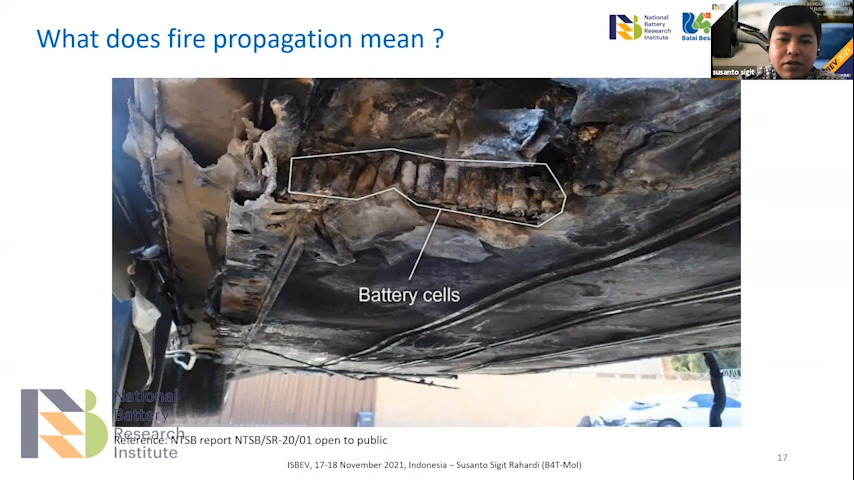 What does fire propagation mean ?
National
Battery
Research
Institute
Balai Bes
susanto sigit
Battery cells
National
Battery
Research
Institute
Reference: NTSB report NTSB/SR-20/01 open to public
17
ISBEV, 17-18 November 2021, Indonesia – Susanto Sigit Rahardi (B4T-MoI)